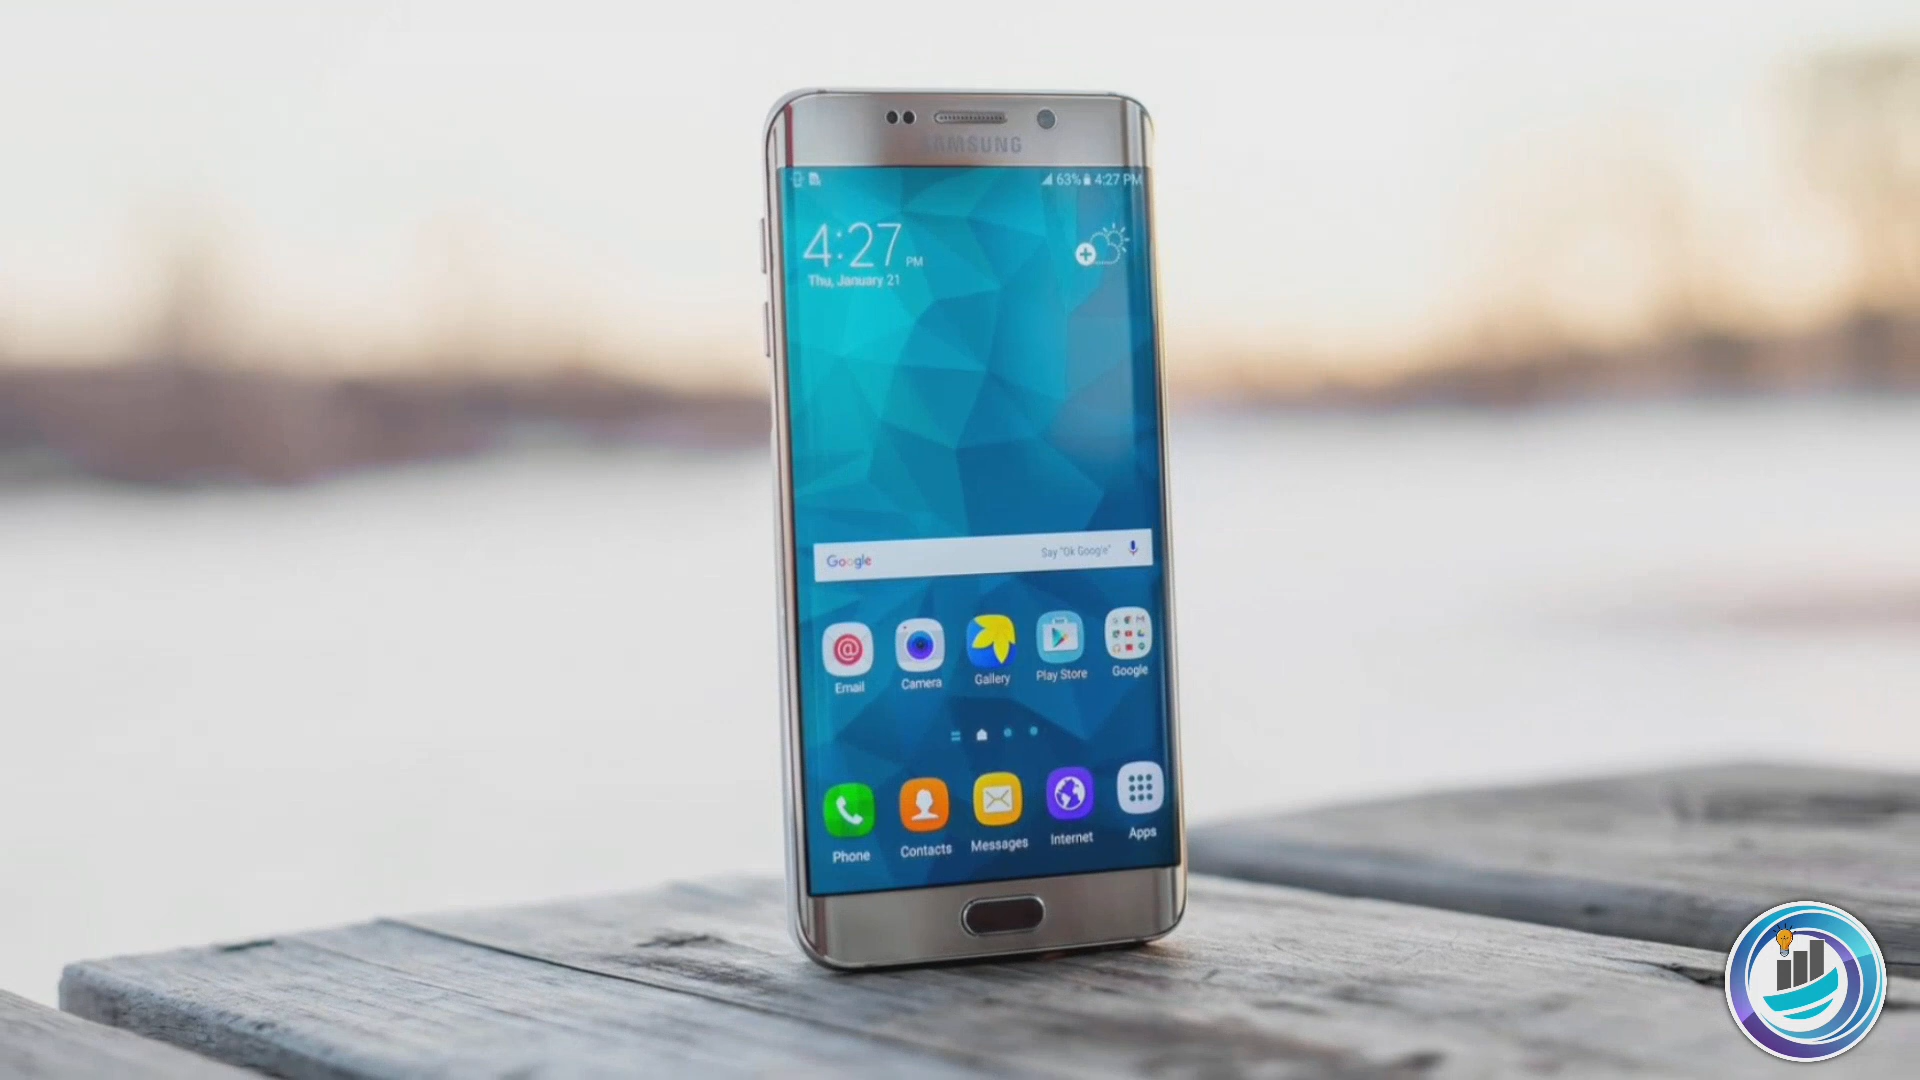 SAMSUNG
63% 4:27 PM
4:27 PM
Thu, January 21
Google Say "Ok Google"
Email Camera Gallery Play Store Google
Phone Contacts Messages Internet Apps